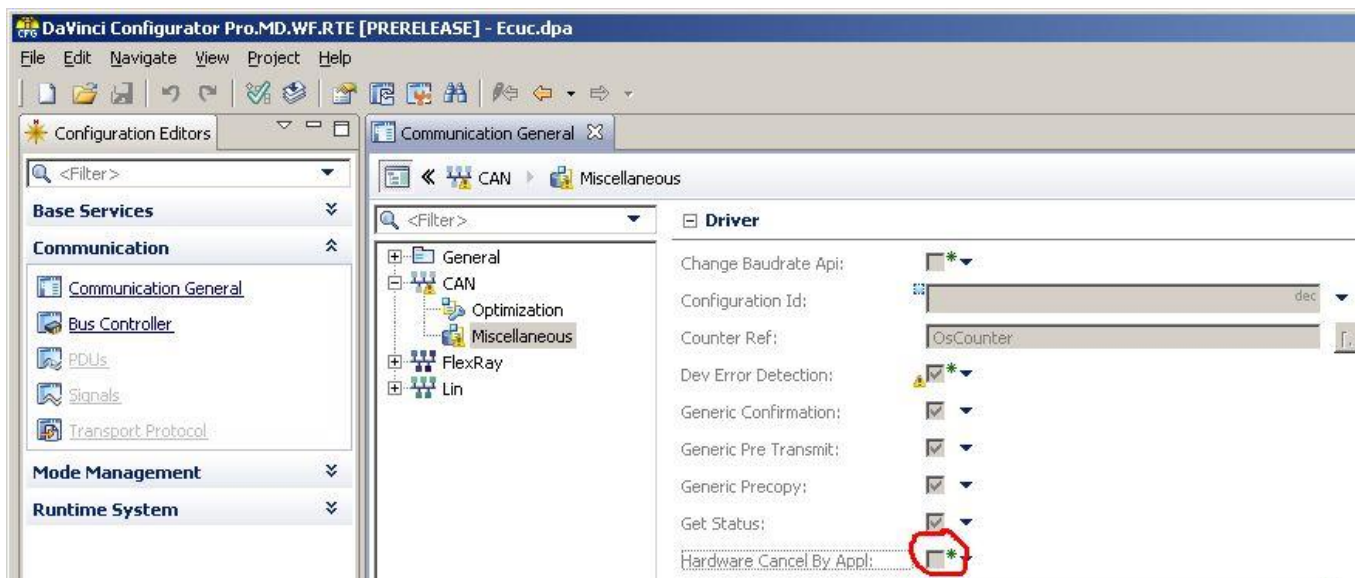 DaVinci Configurator Pro.MD.WF.RTE [PRERELEASE] - Ecuc.dpa
File Edit Navigate View Project Help
Configuration Editors
Communication General
<Filter>
CAN Miscellaneous
Base Services
<Filter>
Driver
Communication
General
Change Baudrate Api:
Communication General
CAN
Configuration Id: dec
Bus Controller
Optimization
Miscellaneous
Counter Ref: OsCounter
PDUs
FlexRay
Dev Error Detection:
Signals
Lin
Generic Confirmation:
Transport Protocol
Generic Pre Transmit:
Mode Management
Generic Precopy:
Runtime System
Get Status:
Hardware Cancel By Appl: